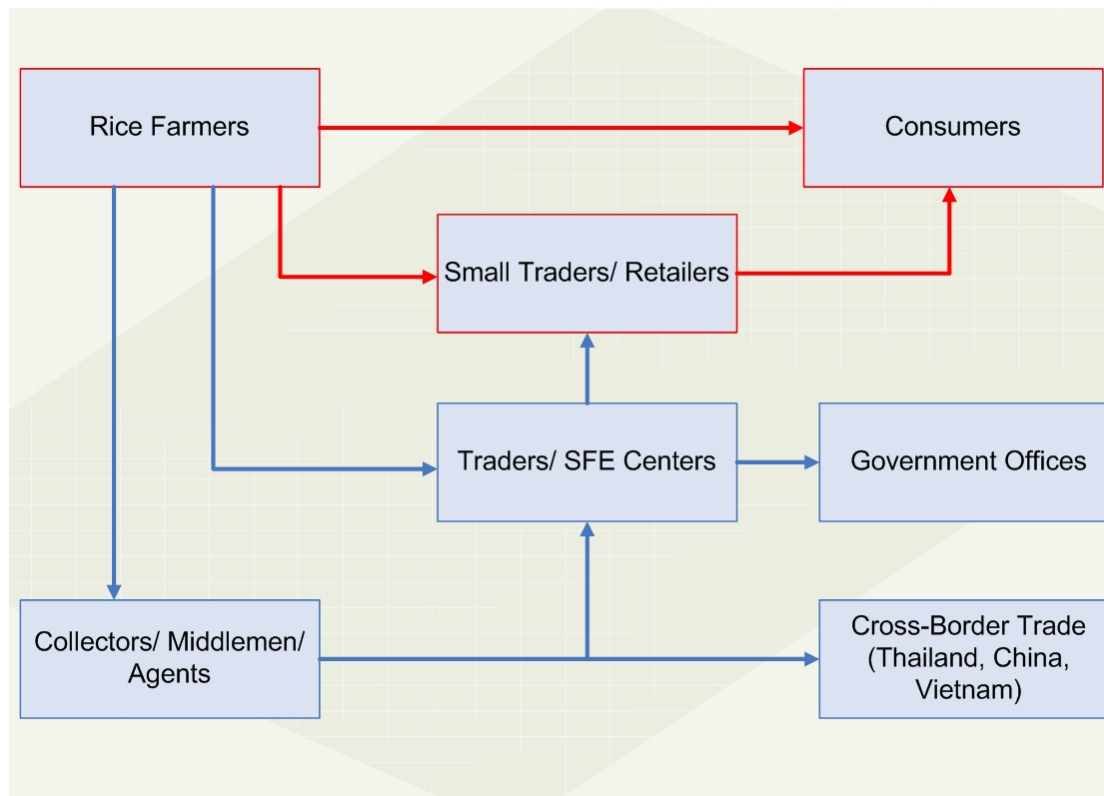 Rice Farmers
Consumers
Small Traders/ Retailers
Traders/ SFE Centers
Government Offices
Collectors/ Middlemen/
Agents
Cross-Border Trade
(Thailand, China,
Vietnam)